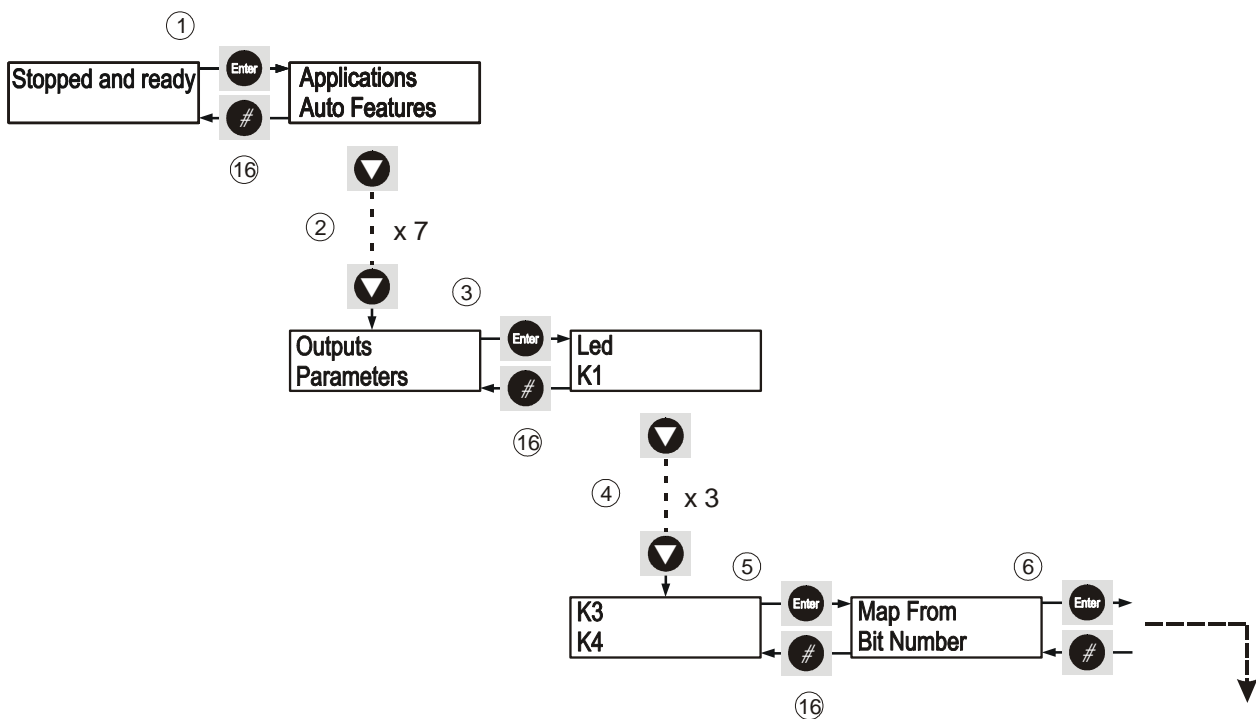 1
Stopped and ready
Enter
Applications
Auto Features
#
16
2
x 7
3
Outputs
Parameters
Enter
Led
K1
#
16
4
x 3
5
6
K3
K4
Enter
Map From
Bit Number
Enter
#
#
16